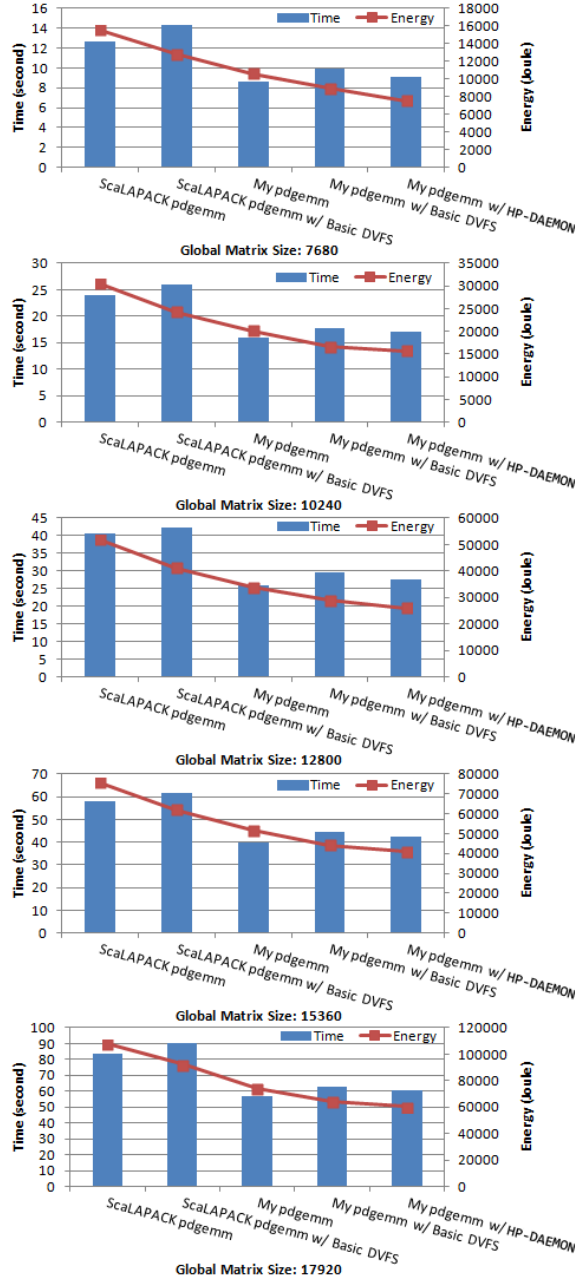 16
14
12
10
8
6
4
2
0
Time (second)
Time
Energy
18000
16000
14000
12000
10000
8000
6000
4000
2000
0
Energy (Joule)
ScaLAPACK pdgemm
ScaLAPACK pdgemm w/ Basic DVFS
My pdgemm
My pdgemm w/ Basic DVFS
My pdgemm w/ HP-DAEMON
Global Matrix Size: 7680
30
25
20
15
10
5
0
Time (second)
Time
Energy
35000
30000
25000
20000
15000
10000
5000
0
Energy (Joule)
ScaLAPACK pdgemm
ScaLAPACK pdgemm w/ Basic DVFS
My pdgemm
My pdgemm w/ Basic DVFS
My pdgemm w/ HP-DAEMON
Global Matrix Size: 10240
45
40
35
30
25
20
15
10
5
0
Time (second)
Time
Energy
60000
50000
40000
30000
20000
10000
0
Energy (Joule)
ScaLAPACK pdgemm
ScaLAPACK pdgemm w/ Basic DVFS
My pdgemm
My pdgemm w/ Basic DVFS
My pdgemm w/ HP-DAEMON
Global Matrix Size: 12800
70
60
50
40
30
20
10
0
Time (second)
Time
Energy
80000
70000
60000
50000
40000
30000
20000
10000
0
Energy (Joule)
ScaLAPACK pdgemm
ScaLAPACK pdgemm w/ Basic DVFS
My pdgemm
My pdgemm w/ Basic DVFS
My pdgemm w/ HP-DAEMON
Global Matrix Size: 15360
100
90
80
70
60
50
40
30
20
10
0
Time (second)
Time
Energy
120000
100000
80000
60000
40000
20000
0
Energy (Joule)
ScaLAPACK pdgemm
ScaLAPACK pdgemm w/ Basic DVFS
My pdgemm
My pdgemm w/ Basic DVFS
My pdgemm w/ HP-DAEMON
Global Matrix Size: 17920